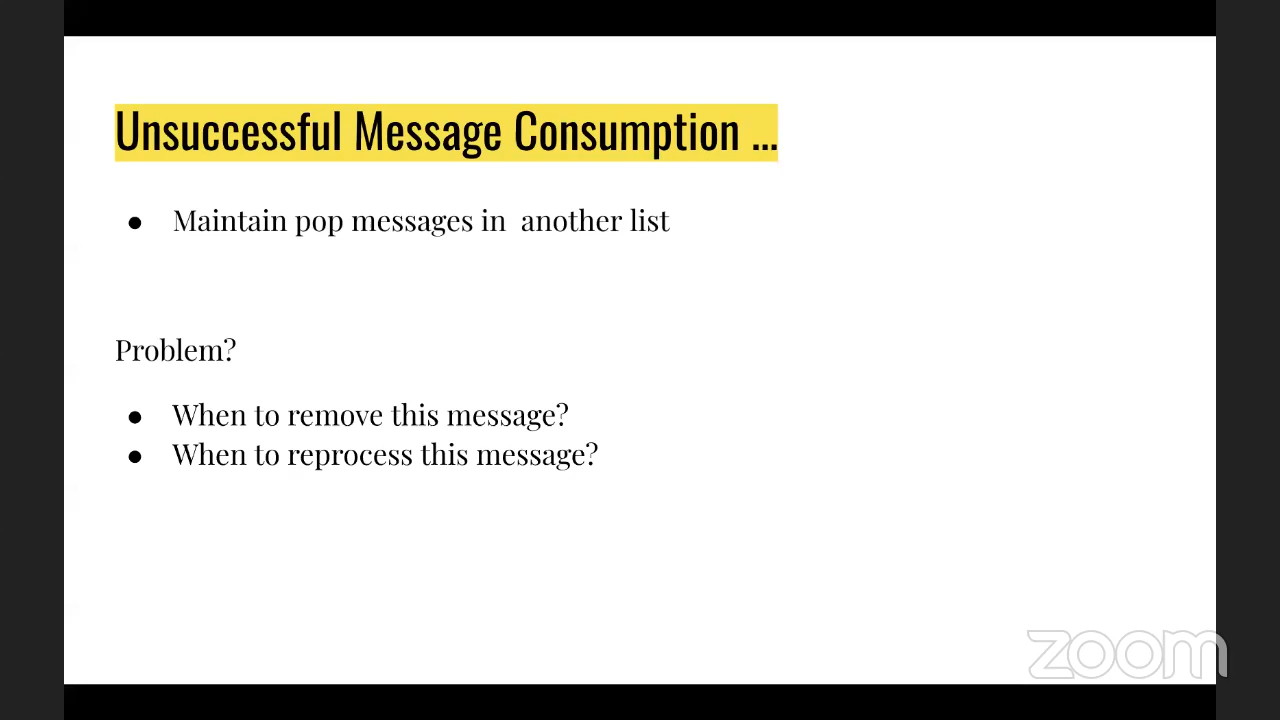 Unsuccessful Message Consumption ...
● Maintain pop messages in  another list
Problem?
● When to remove this message?
● When to reprocess this message?
zoom